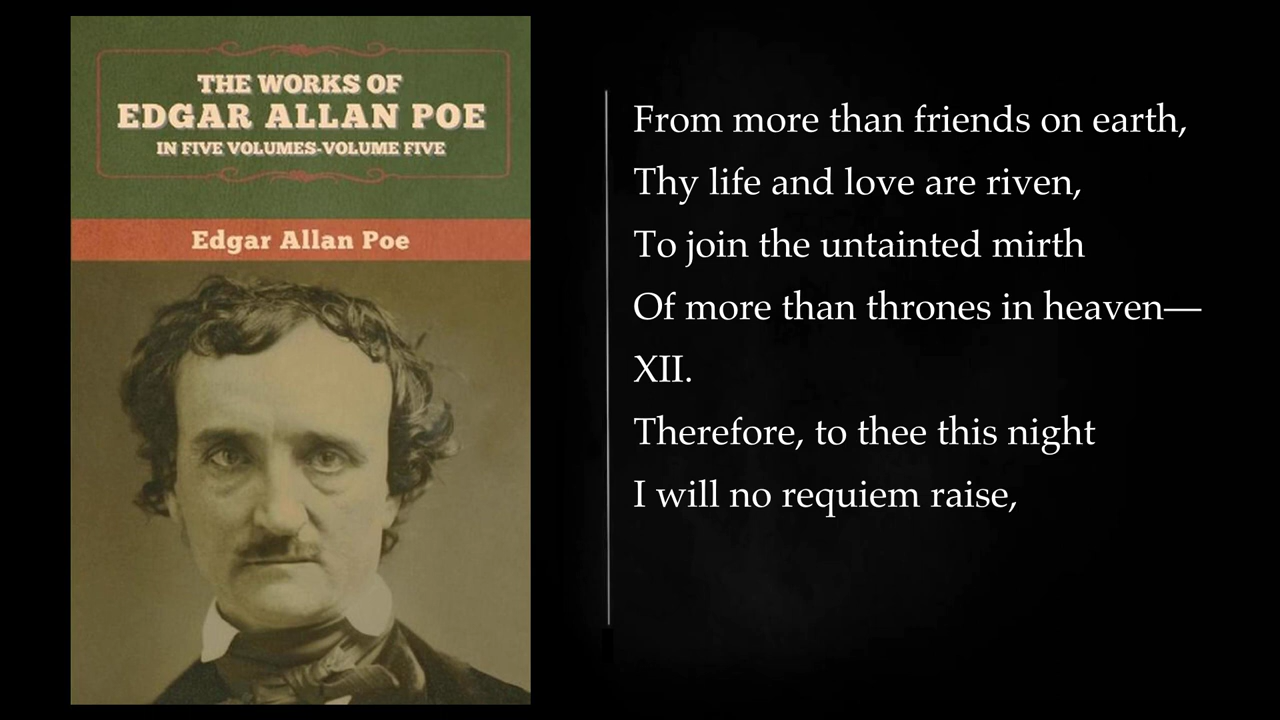 THE WORKS OF
EDGAR ALLAN POE
IN FIVE VOLUMES-VOLUME FIVE
Edgar Allan Poe
From more than friends on earth,
Thy life and love are riven,
To join the untainted mirth
Of more than thrones in heaven—
XII.
Therefore, to thee this night
I will no requiem raise,